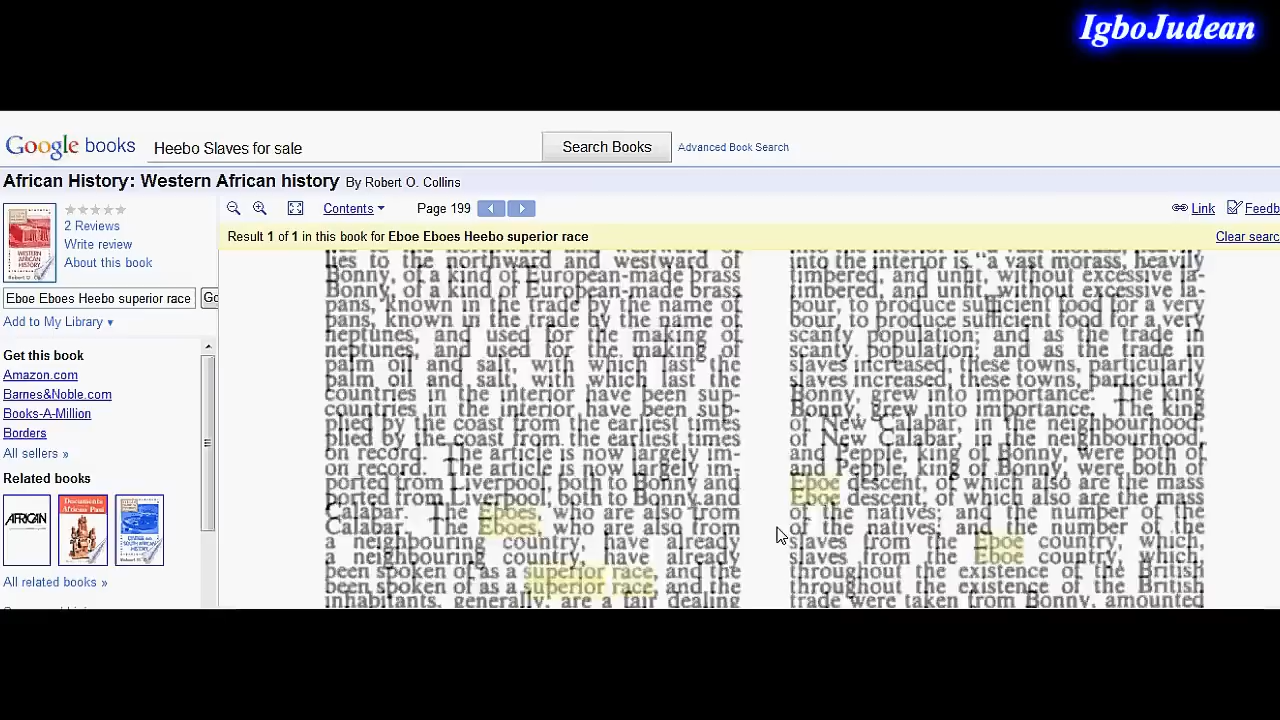 IgboJudean
Google books
Heebo Slaves for sale
Search Books
Advanced Book Search
African History: Western African history By Robert O. Collins
2 Reviews
Write review
About this book
Eboe Eboes Heebo superior race
Go
Add to My Library ▾
Get this book
Amazon.com
Barnes&Noble.com
Books-A-Million
Borders
All sellers »
Related books
AFRICAN
All related books »
Contents ▾
Page 199
Link
Feedb
Result 1 of 1 in this book for Eboe Eboes Heebo superior race
Clear searc
ties to the northward and westward of
Bonny, of a kind of European-made brass
pans, known in the trade by the name of
neptunes, and used for the making of
palm oil and salt, with which last the
countries in the interior have been sup-
plied by the coast from the earliest times
on record. The article is now largely im-
ported from Liverpool, both to Bonny and
Calabar. The Eboes, who are also from
a neighbouring country, have already
been spoken of as a superior race, and the
inhabitants, generally, are a fair dealing
into the interior is "a vast morass, heavily
timbered, and unfit, without excessive la-
bour, to produce sufficient food for a very
scanty population; and as the trade in
slaves increased, these towns, particularly
Bonny, grew into importance. The king
of New Calabar, in the neighbourhood,
and Pepple, king of Bonny, were both of
Eboe descent, of which also are the mass
of the natives; and the number of the
slaves from the Eboe country, which,
throughout the existence of the British
trade were taken from Bonny, amounted